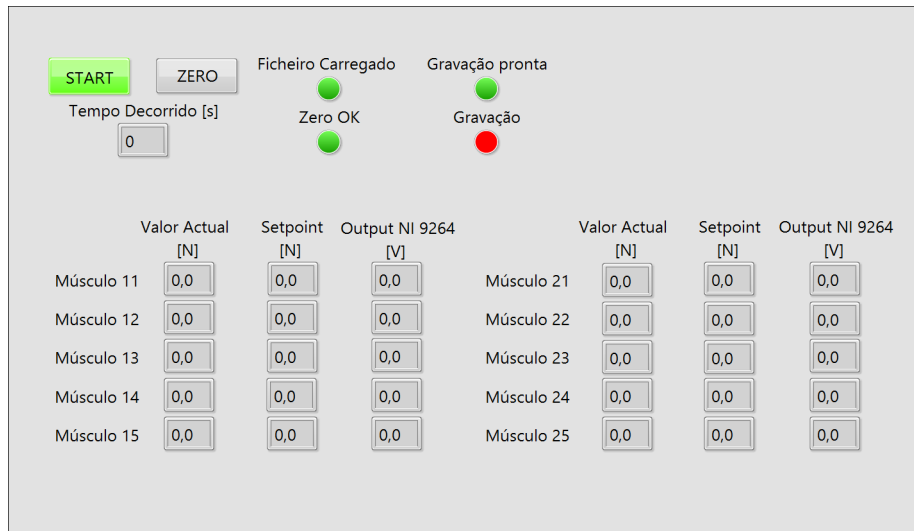 START ZERO Ficheiro Carregado Gravação pronta
Tempo Decorrido [s] Zero OK Gravação
0
Valor Actual Setpoint Output NI 9264 Valor Actual Setpoint Output NI 9264
[N] [N] [V] [N] [N] [V]
Músculo 11 0,0 0,0 0,0 Músculo 21 0,0 0,0 0,0
Músculo 12 0,0 0,0 0,0 Músculo 22 0,0 0,0 0,0
Músculo 13 0,0 0,0 0,0 Músculo 23 0,0 0,0 0,0
Músculo 14 0,0 0,0 0,0 Músculo 24 0,0 0,0 0,0
Músculo 15 0,0 0,0 0,0 Músculo 25 0,0 0,0 0,0